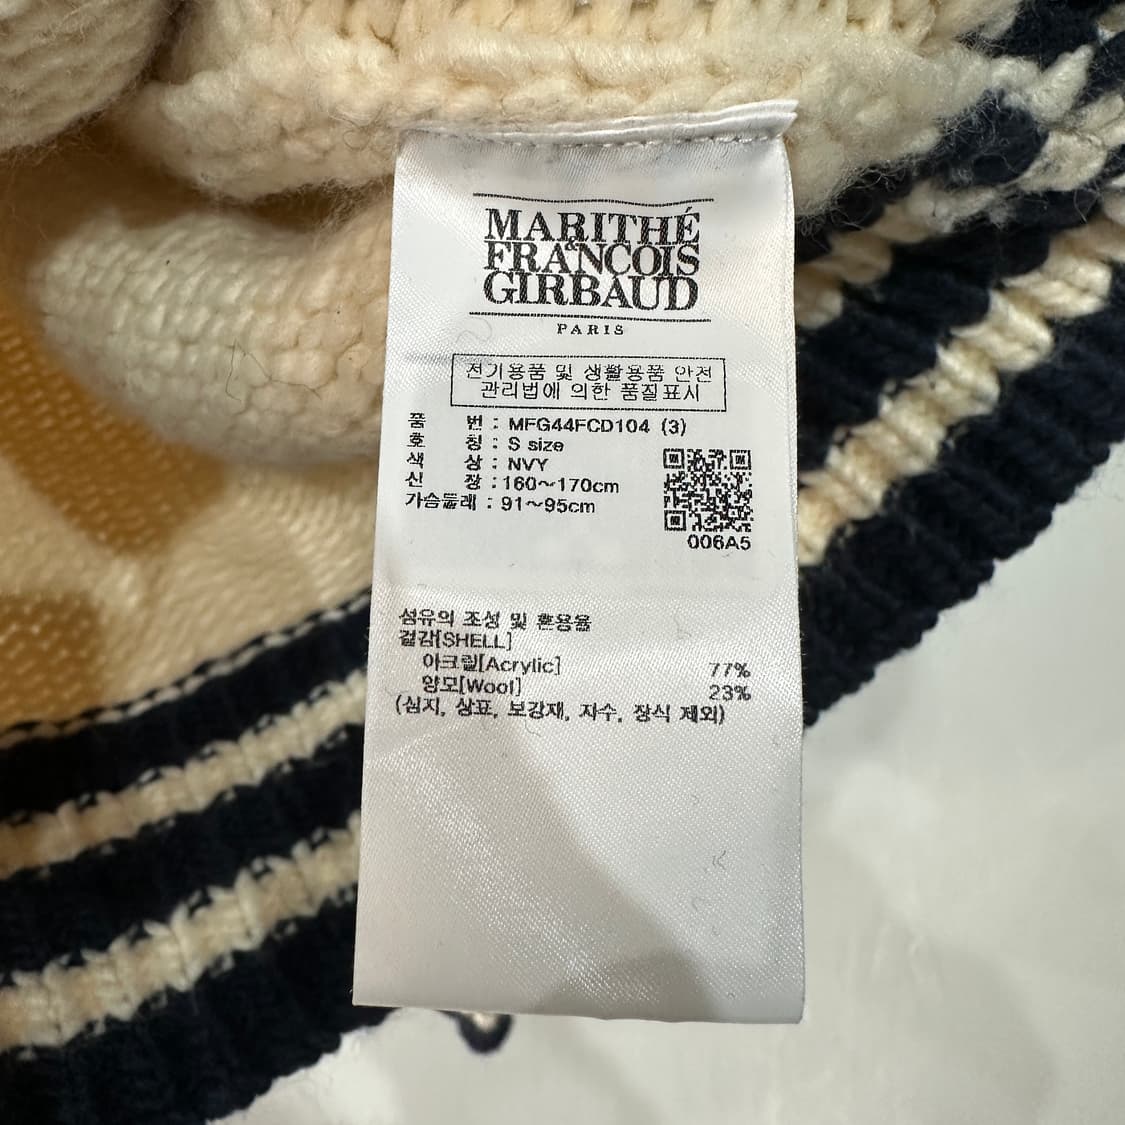 MARITHÉ
&
FRANCOIS
GIRBAUD
PARIS
전기용품 및 생활용품 안전
관리법에 의한 품질표시
품 번 : MFG44FCD104 (3)
호 칭 : S size
색 상 : NVY
신 장 : 160~170cm
가슴둘레 : 91~95cm
006A5
섬유의 조성 및 혼용율
겉감[SHELL]
아크릴[Acrylic] 77%
양모[Wool] 23%
(심지, 상표, 보강재, 자수, 장식 제외)